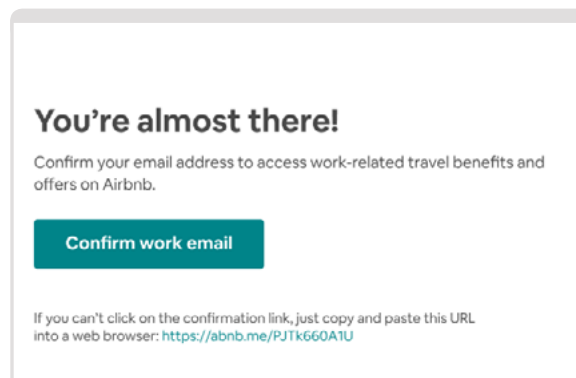 You're almost there!
Confirm your email address to access work-related travel benefits and
offers on Airbnb.
Confirm work email
If you can't click on the confirmation link, just copy and paste this URL
into a web browser: https://abnb.me/PJTk660A1U